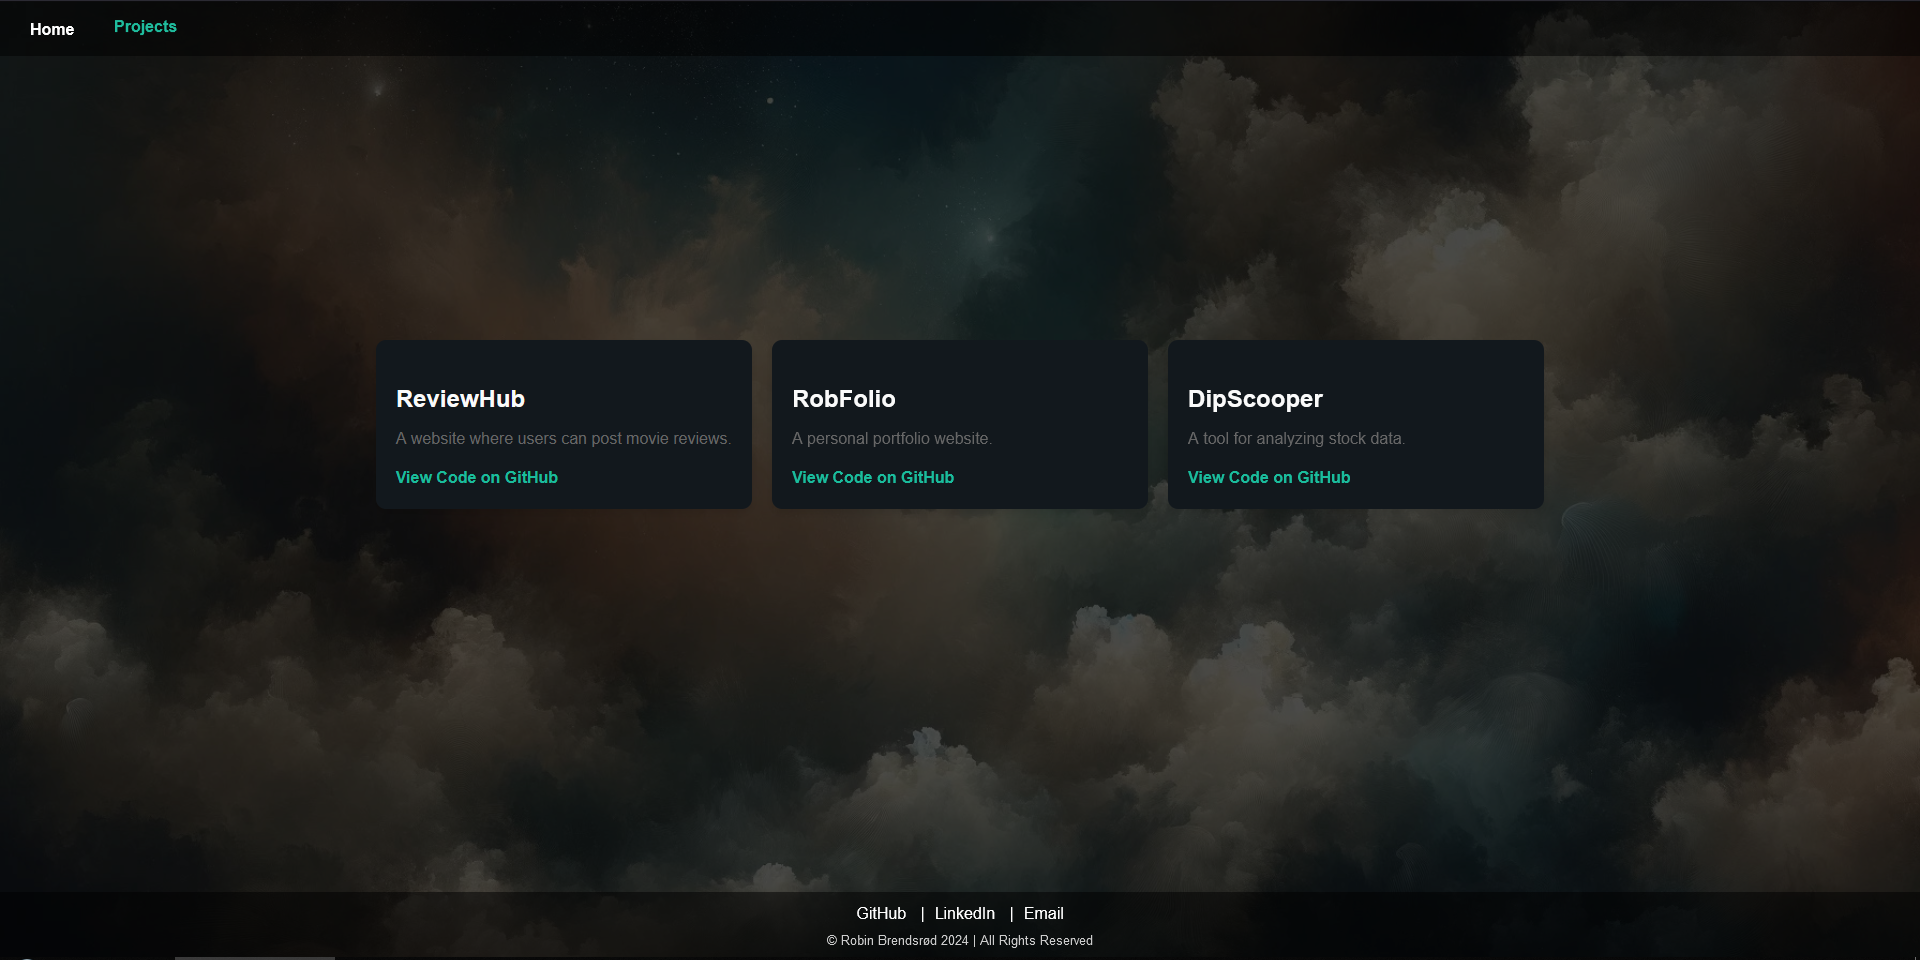 Home Projects
ReviewHub
A website where users can post movie reviews.
View Code on GitHub
RobFolio
A personal portfolio website.
View Code on GitHub
DipScooper
A tool for analyzing stock data.
View Code on GitHub
GitHub | LinkedIn | Email
© Robin Brendsrød 2024 | All Rights Reserved